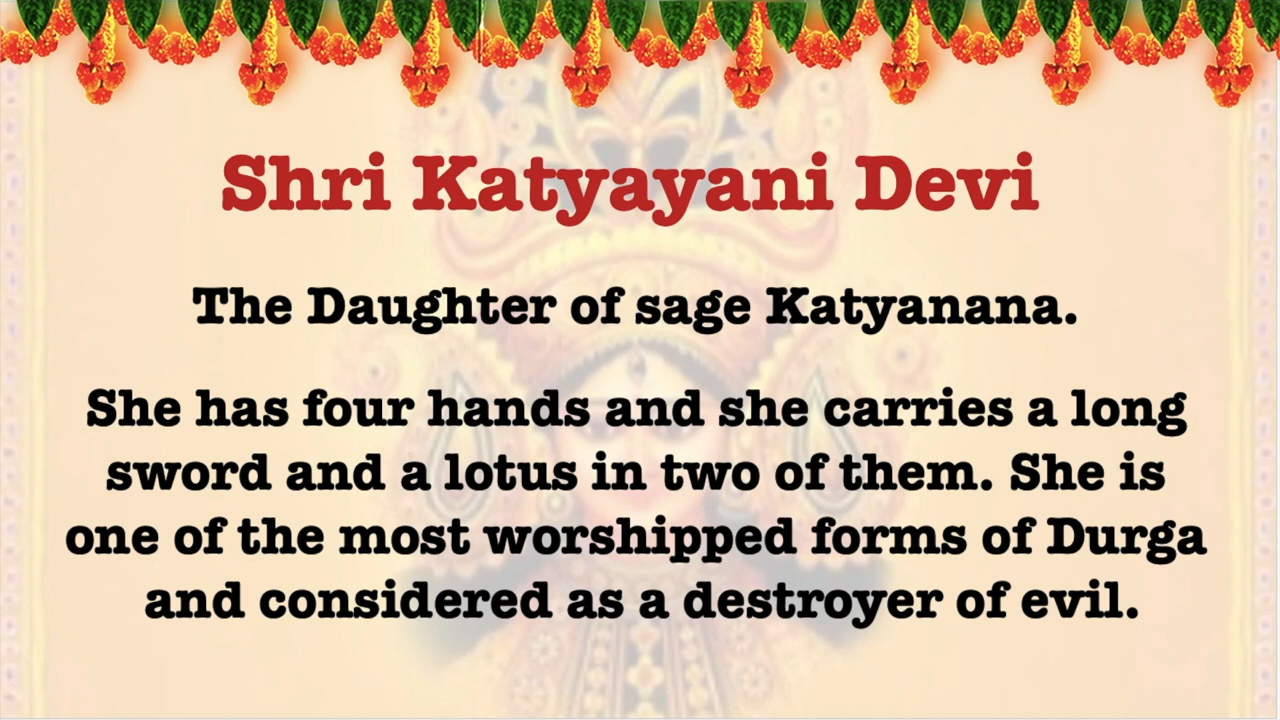 Shri Katyayani Devi
The Daughter of sage Katyanana.
She has four hands and she carries a long
sword and a lotus in two of them. She is
one of the most worshipped forms of Durga
and considered as a destroyer of evil.